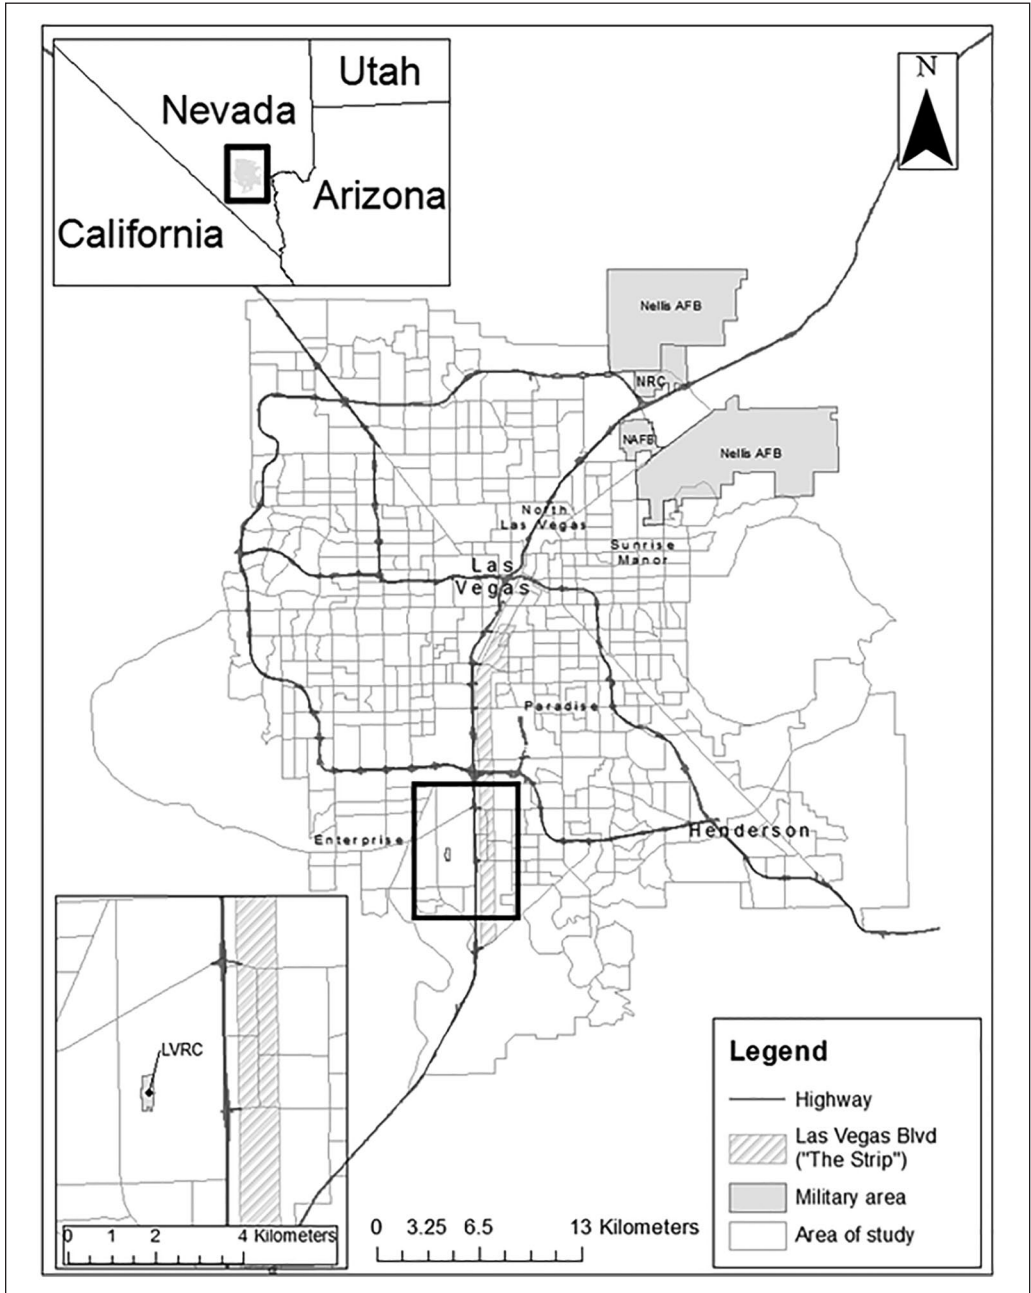 Utah
Nevada
Arizona
California
N
Nellis AFB
NRC
NAFB
Nellis AFB
North
Las Vegas
Sunrise
Manor
Las
Vegas
Paradise
Enterprise
Henderson
LVRC
0 1 2 4 Kilometers
0 3.25 6.5 13 Kilometers
Legend
Highway
Las Vegas Blvd
("The Strip")
Military area
Area of study